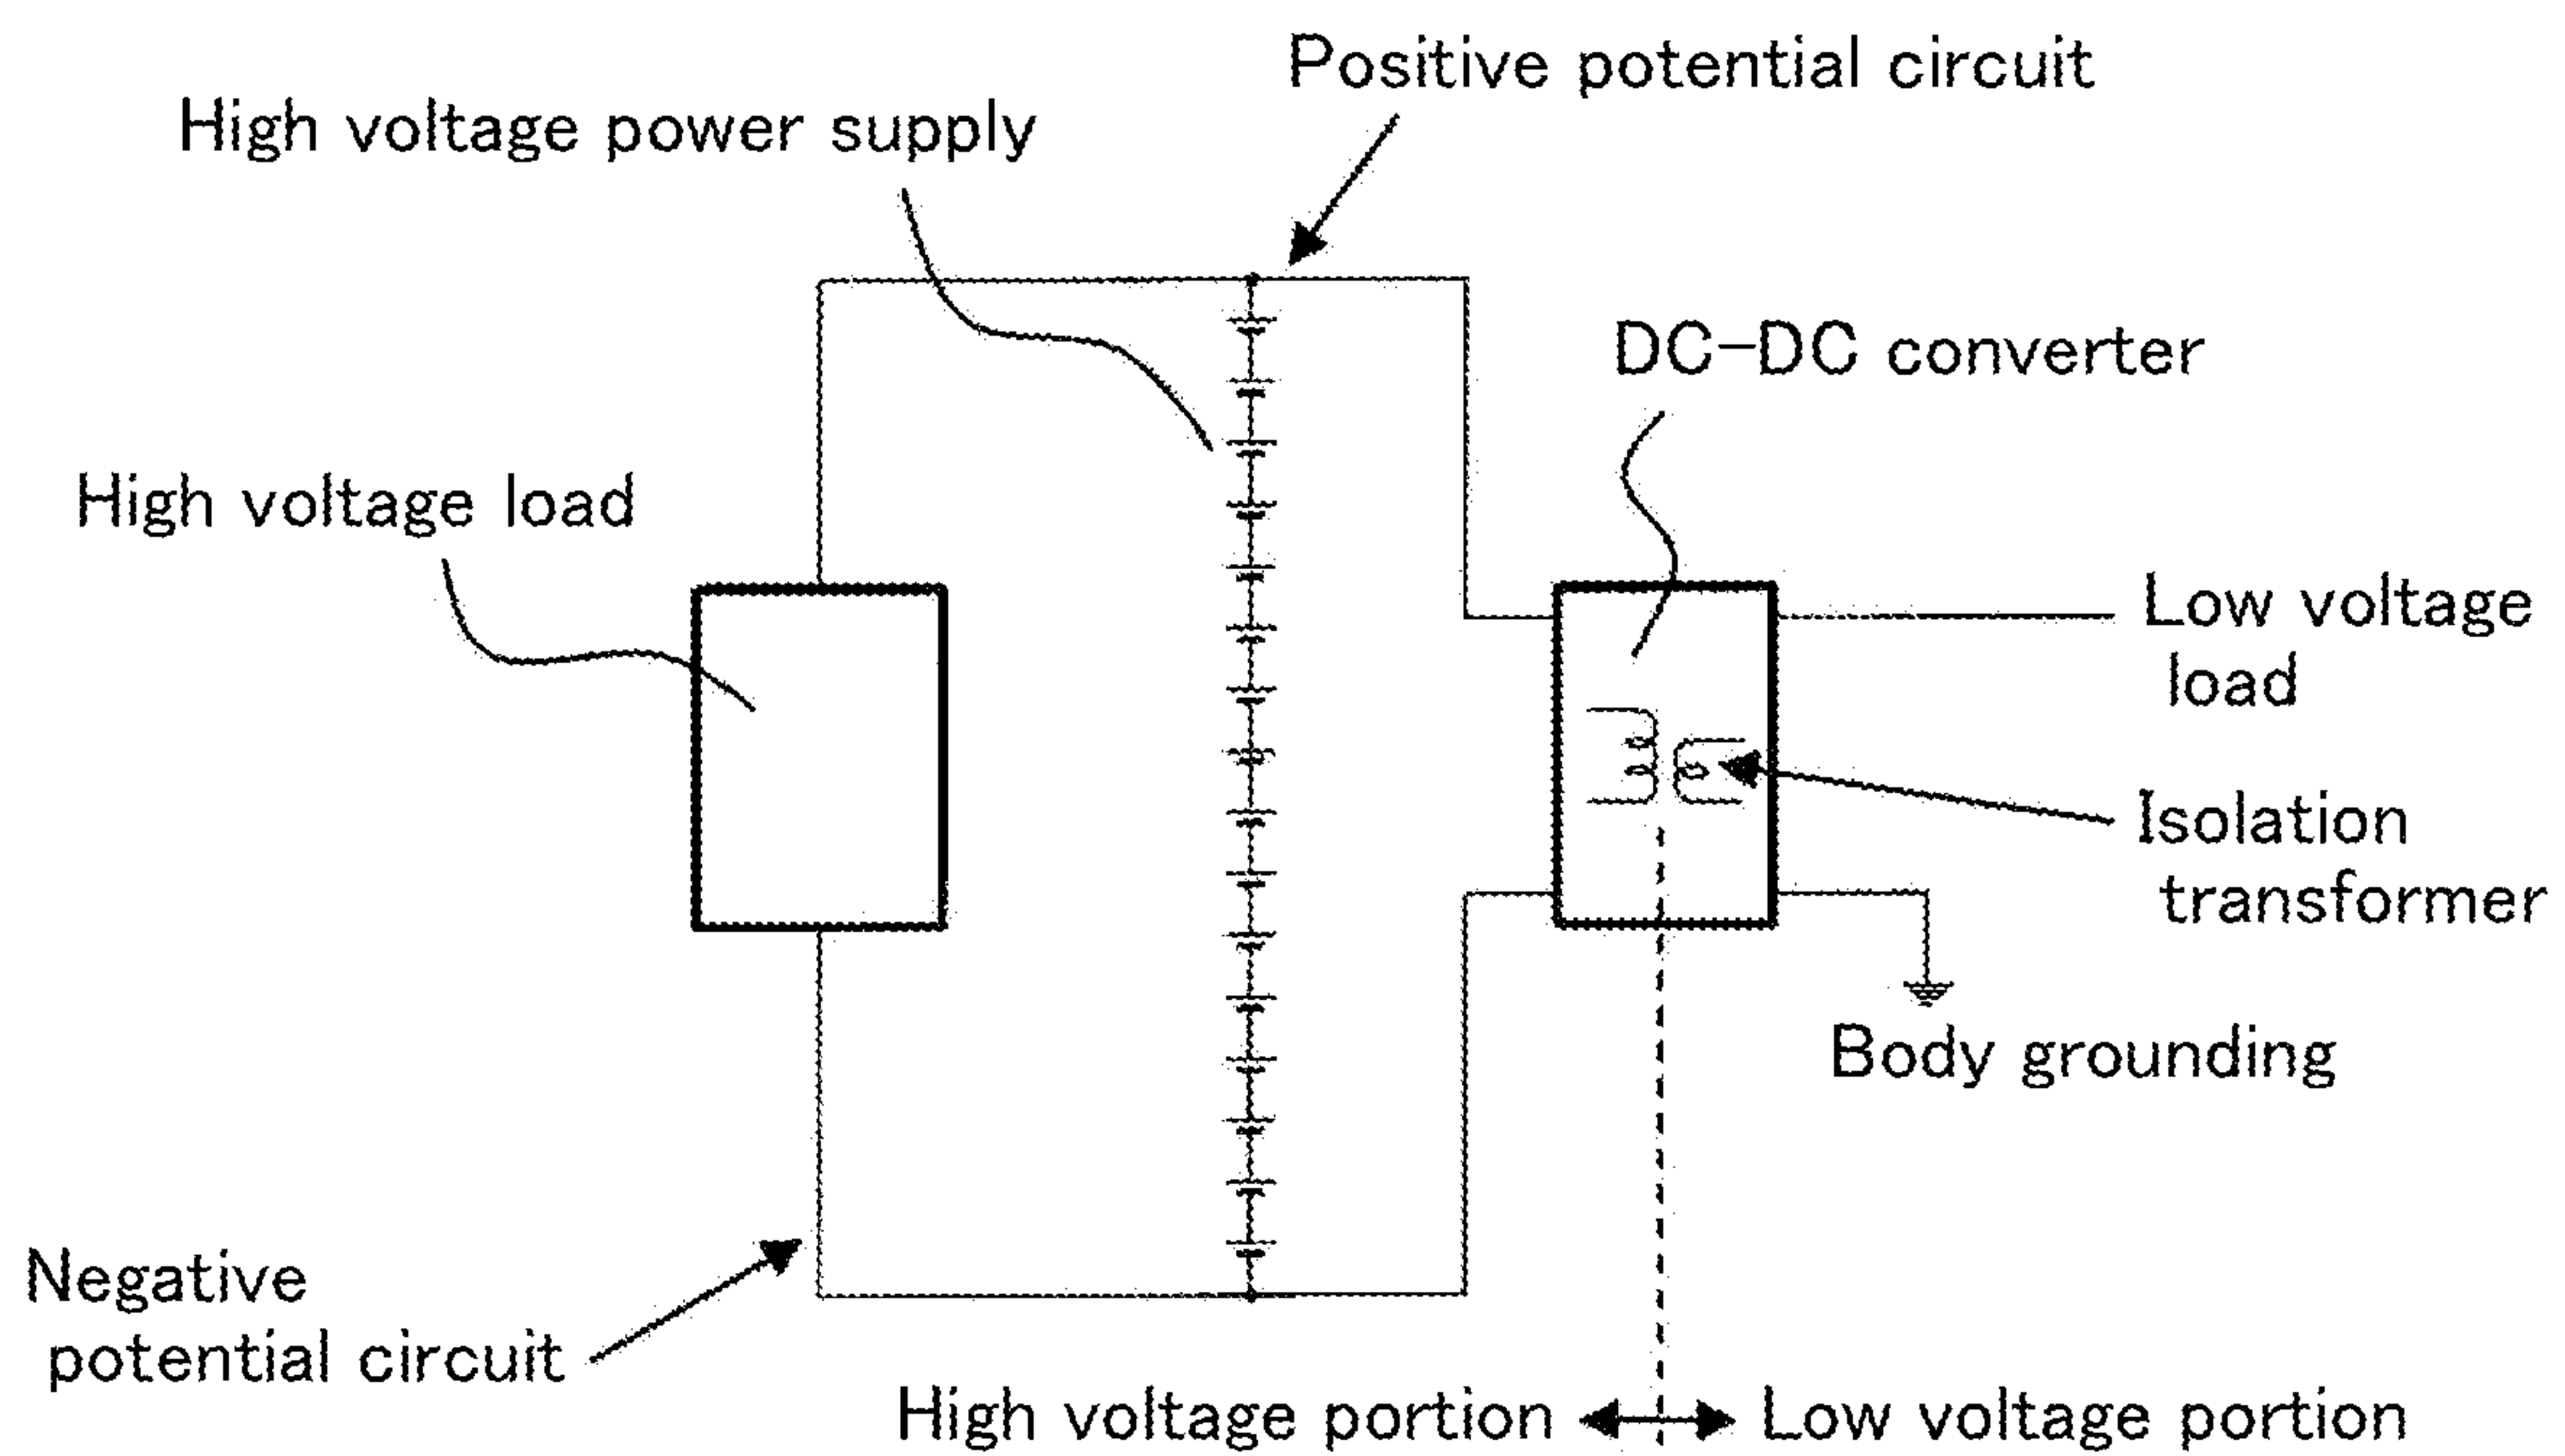 Positive potential circuit
High voltage power supply
DC-DC converter
High voltage load
Low voltage
load
Isolation
transformer
Body grounding
Negative
potential circuit
High voltage portion
Low voltage portion